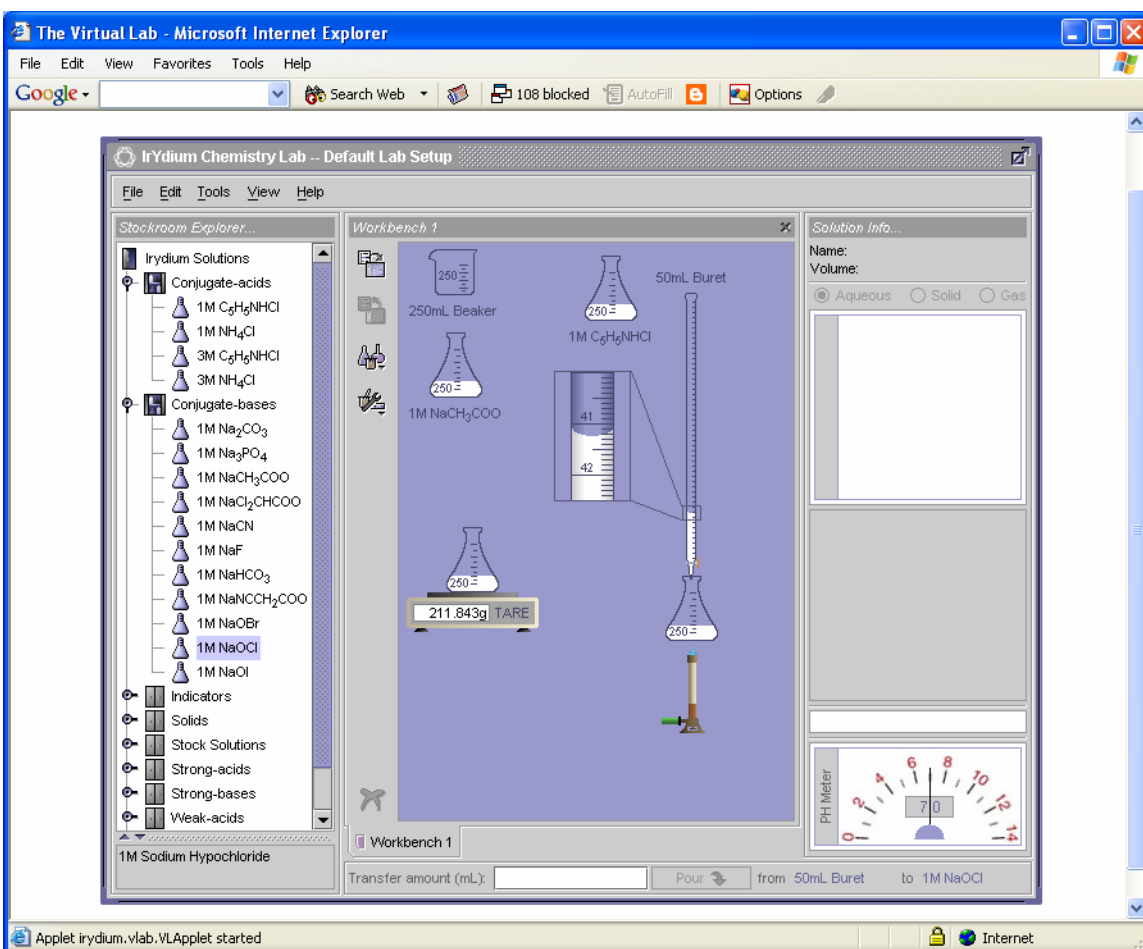 The Virtual Lab - Microsoft Internet Explorer
File Edit View Favorites Tools Help
Google Search Web 108 blocked AutoFill Options
IrYdium Chemistry Lab -- Default Lab Setup
File Edit Tools View Help
Stockroom Explorer...
Irydium Solutions
Conjugate-acids
1M C₅H₅NHCl
1M NH₄Cl
3M C₅H₅NHCl
3M NH₄Cl
Conjugate-bases
1M Na₂CO₃
1M Na₃PO₄
1M NaCH₃COO
1M NaCl₂CHCOO
1M NaCN
1M NaF
1M NaHCO₃
1M NaNCCH₂COO
1M NaOBr
1M NaOCl
1M NaOI
Indicators
Solids
Stock Solutions
Strong-acids
Strong-bases
Weak-acids
1M Sodium Hypochloride
Workbench 1
250
250mL Beaker
250
1M C₅H₅NHCl
50mL Buret
250
1M NaCH₃COO
41
42
250
211.843g TARE
250
Workbench 1
Transfer amount (mL): Pour from 50mL Buret to 1M NaOCl
Solution Info...
Name:
Volume:
Aqueous Solid Gas
PH Meter
0 2 4 6 8 10 12 14
7.0
Applet irydium.vlab.VLApplet started
Internet